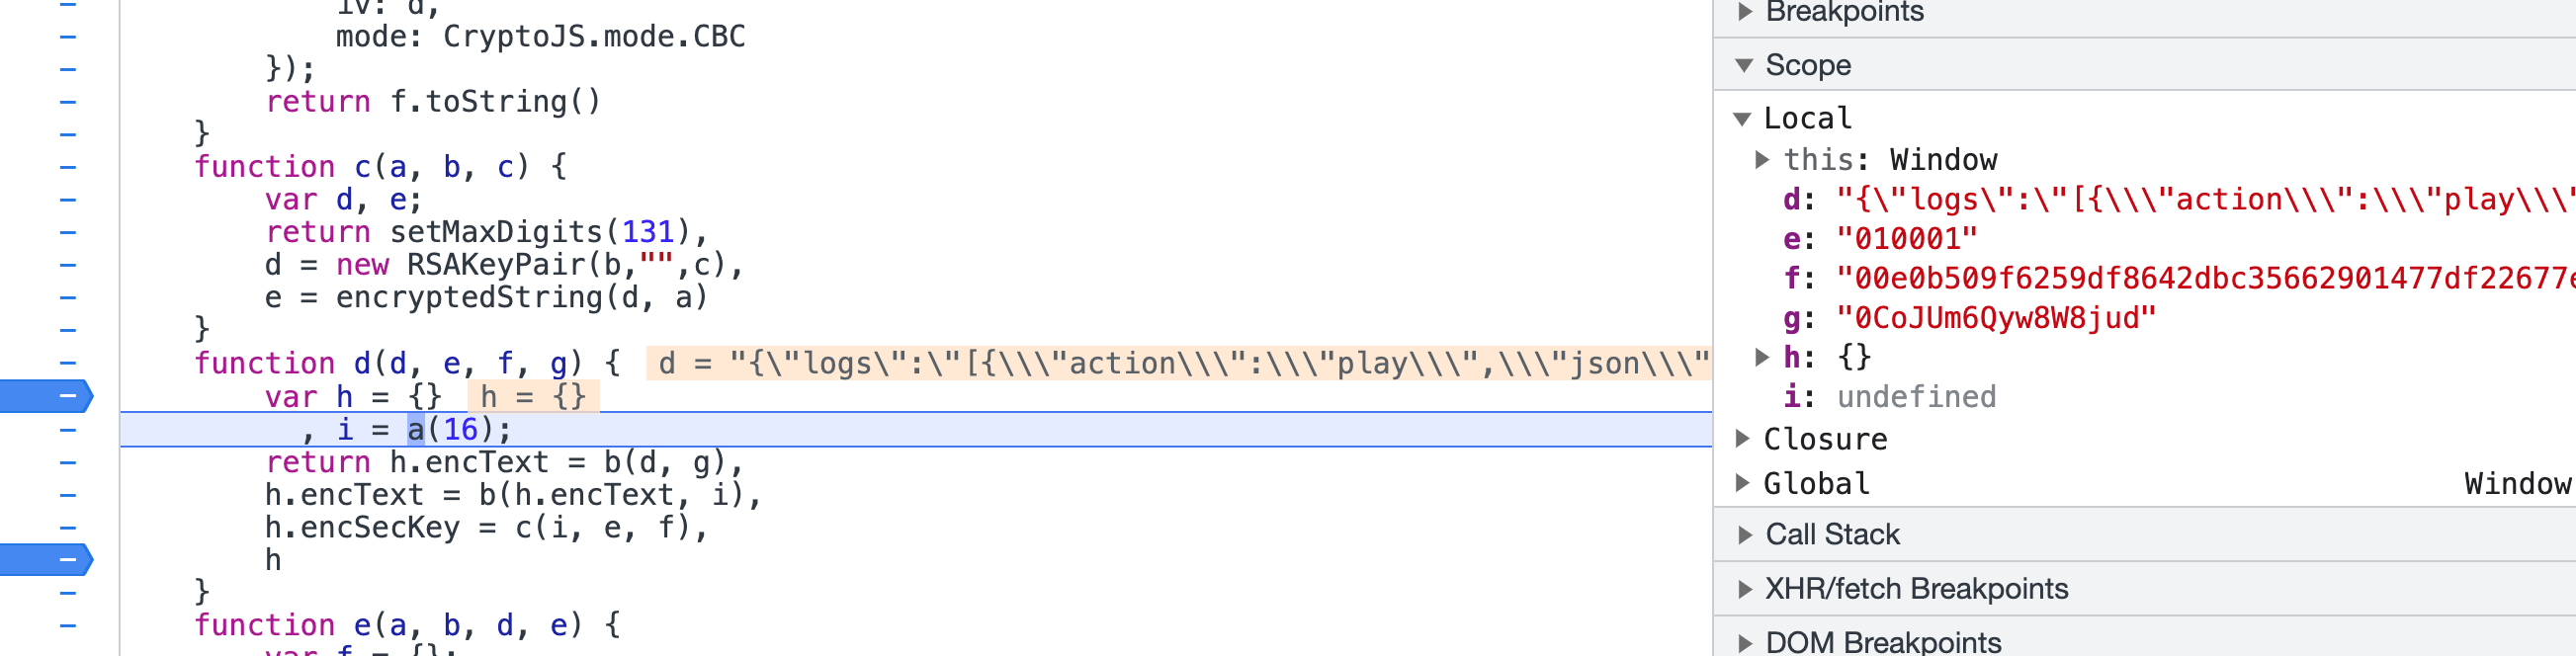 iv: d,
mode: CryptoJS.mode.CBC
});
return f.toString()
}
function c(a, b, c) {
var d, e;
return setMaxDigits(131),
d = new RSAKeyPair(b,"",c),
e = encryptedString(d, a)
}
function d(d, e, f, g) { d = "{\"logs\":\"[{\\\"action\\\":\\\"play\\\",\\\"json\\\"
var h = {} h = {}
, i = a(16);
return h.encText = b(d, g),
h.encText = b(h.encText, i),
h.encSecKey = c(i, e, f),
h
}
function e(a, b, d, e) {
var f = {};
Breakpoints
Scope
Local
this: Window
d: "{\"logs\":\"[{\\\"action\\\":\\\"play\\\"
e: "010001"
f: "00e0b509f6259df8642dbc35662901477df22677e
g: "0CoJUm6Qyw8W8jud"
h: {}
i: undefined
Closure
Global Window
Call Stack
XHR/fetch Breakpoints
DOM Breakpoints